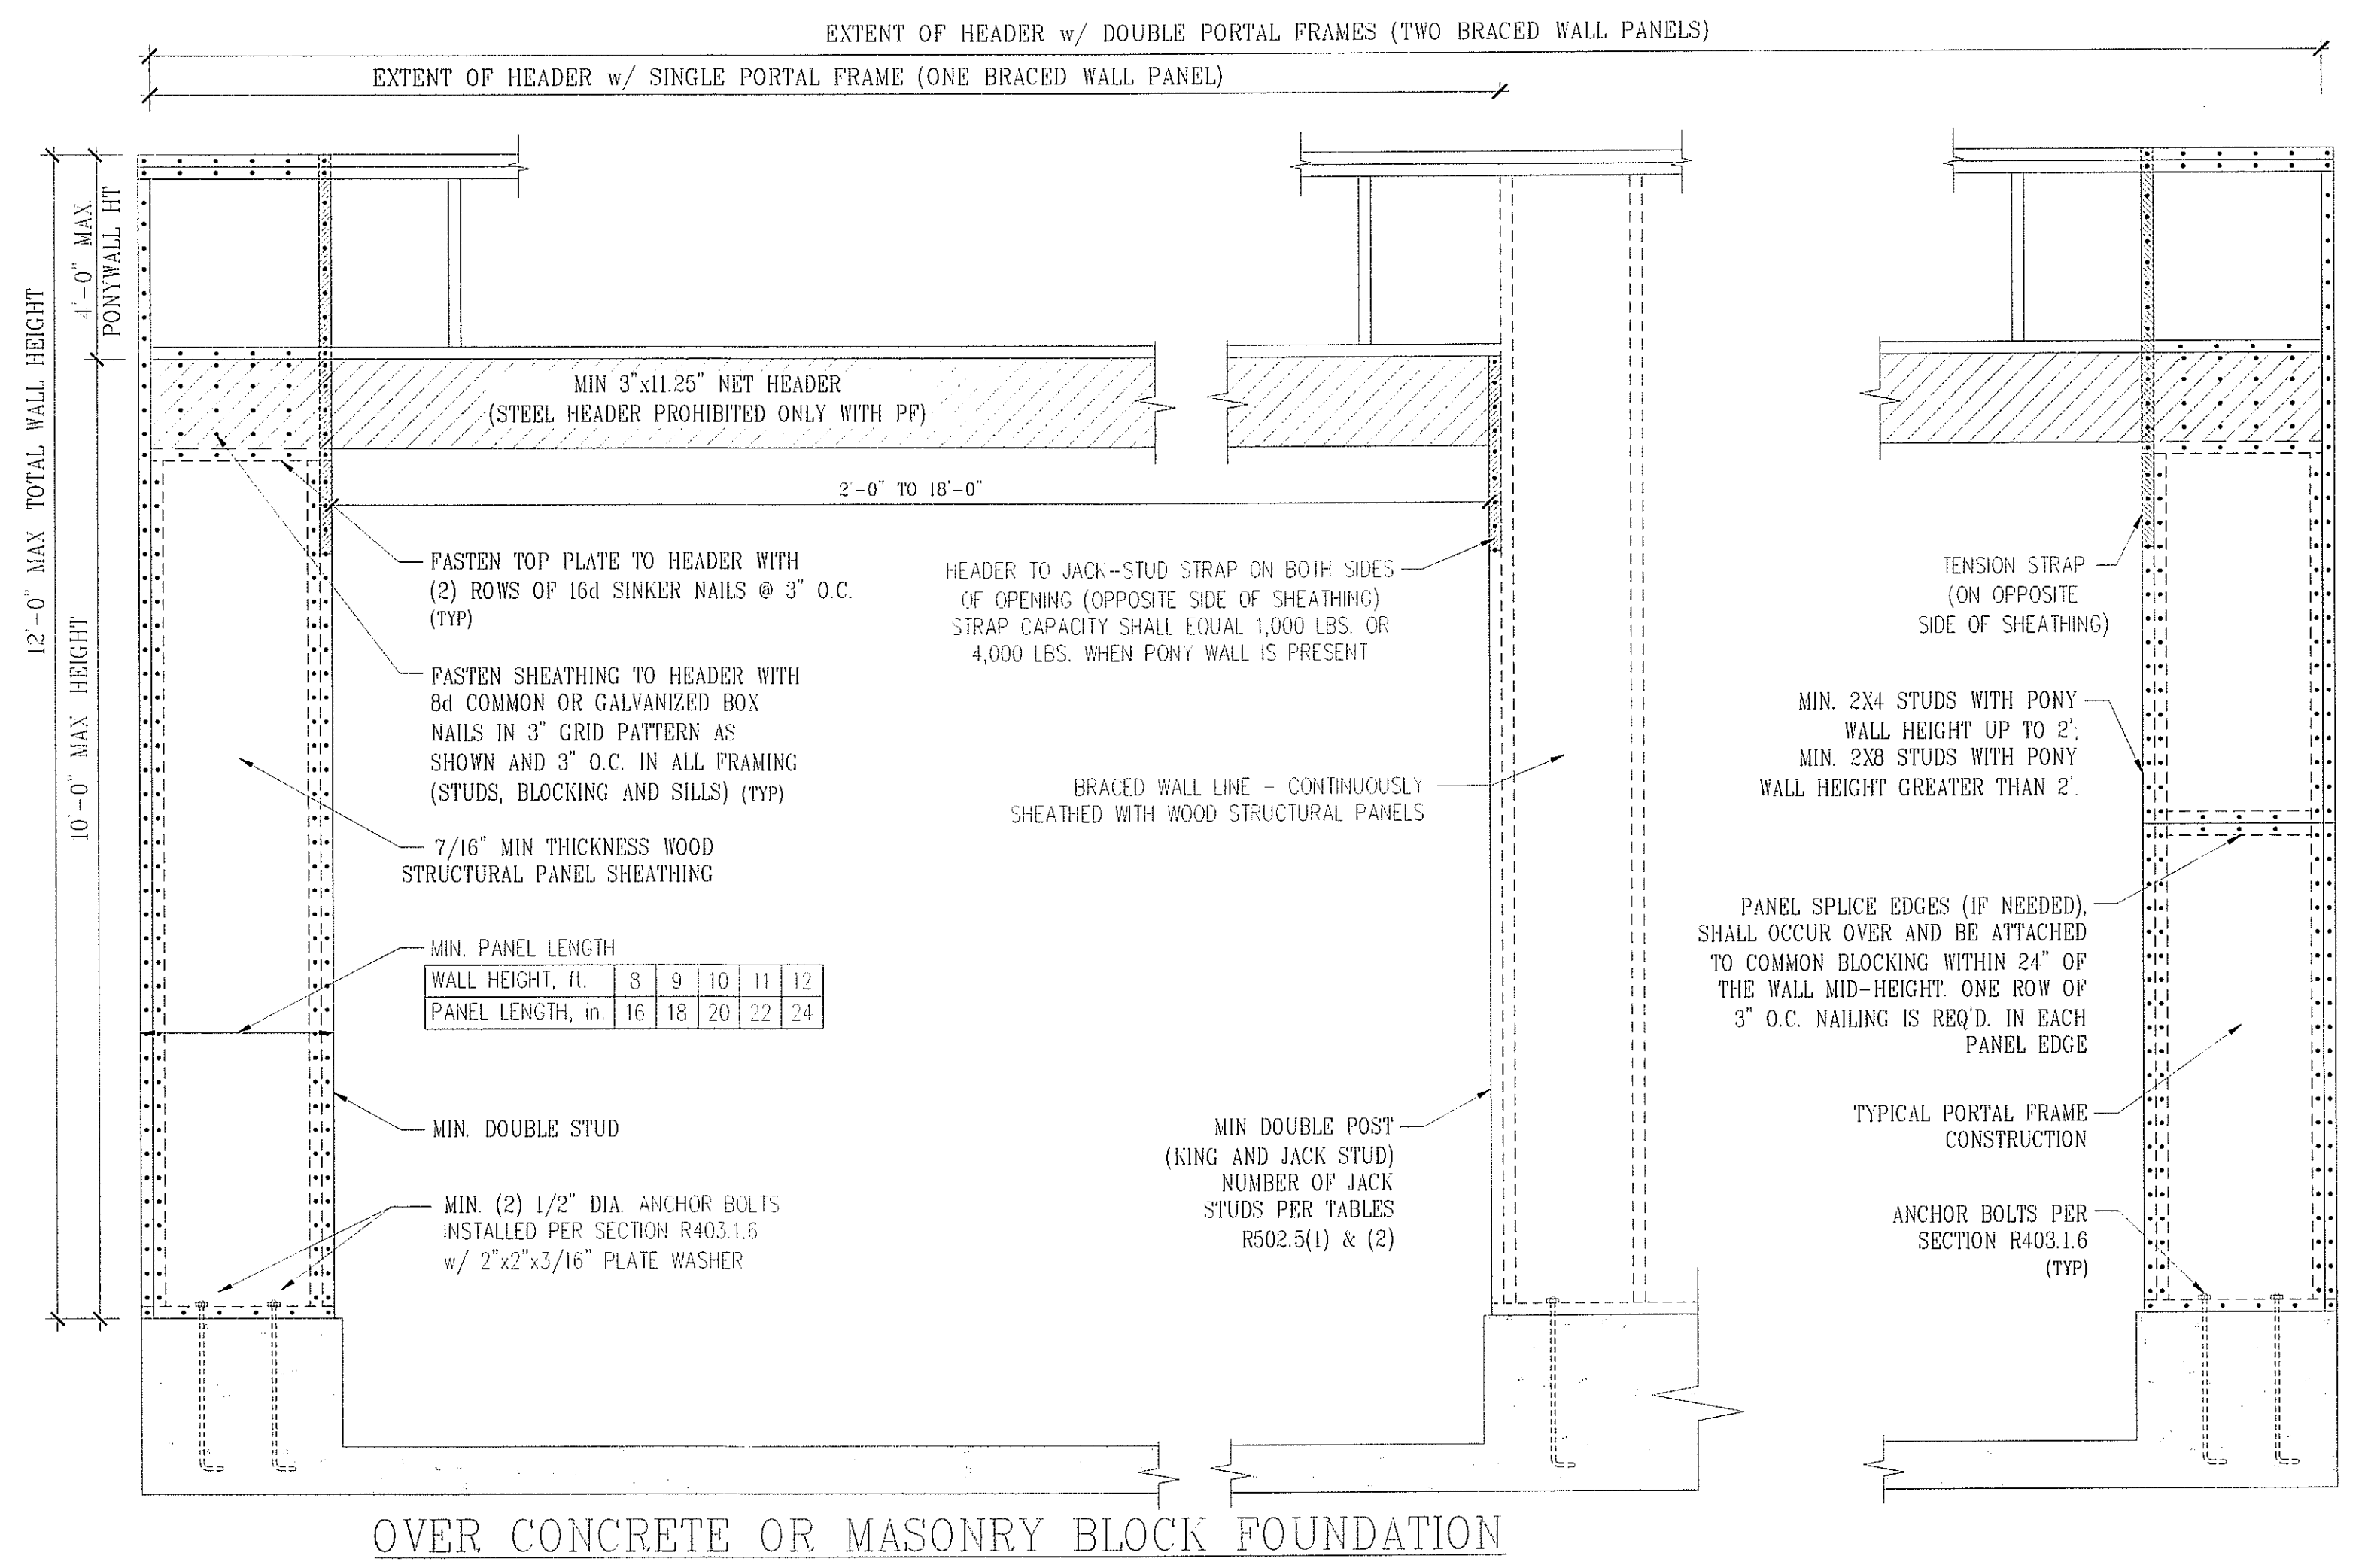 EXTENT OF HEADER w/ DOUBLE PORTAL FRAMES (TWO BRACED WALL PANELS)
EXTENT OF HEADER w/ SINGLE PORTAL FRAME (ONE BRACED WALL PANEL)
12'-0" MAX TOTAL WALL HEIGHT
4'-0" MAX.
PONYWALL HT
10'-0" MAX HEIGHT
MIN 3"x11.25" NET HEADER
(STEEL HEADER PROHIBITED ONLY WITH PF)
2'-0" TO 18'-0"
FASTEN TOP PLATE TO HEADER WITH
(2) ROWS OF 16d SINKER NAILS @ 3" O.C.
(TYP)
FASTEN SHEATHING TO HEADER WITH
8d COMMON OR GALVANIZED BOX
NAILS IN 3" GRID PATTERN AS
SHOWN AND 3" O.C. IN ALL FRAMING
(STUDS, BLOCKING AND SILLS) (TYP)
7/16" MIN THICKNESS WOOD
STRUCTURAL PANEL SHEATHING
MIN. PANEL LENGTH
WALL HEIGHT, ft. 8 9 10 11 12
PANEL LENGTH, in. 16 18 20 22 24
MIN. DOUBLE STUD
MIN. (2) 1/2" DIA. ANCHOR BOLTS
INSTALLED PER SECTION R403.1.6
w/ 2"x2"x3/16" PLATE WASHER
HEADER TO JACK-STUD STRAP ON BOTH SIDES
OF OPENING (OPPOSITE SIDE OF SHEATHING)
STRAP CAPACITY SHALL EQUAL 1,000 LBS. OR
4,000 LBS. WHEN PONY WALL IS PRESENT
BRACED WALL LINE - CONTINUOUSLY
SHEATHED WITH WOOD STRUCTURAL PANELS
MIN DOUBLE POST
(KING AND JACK STUD)
NUMBER OF JACK
STUDS PER TABLES
R502.5(1) & (2)
TENSION STRAP
(ON OPPOSITE
SIDE OF SHEATHING)
MIN. 2X4 STUDS WITH PONY
WALL HEIGHT UP TO 2';
MIN. 2X8 STUDS WITH PONY
WALL HEIGHT GREATER THAN 2'.
PANEL SPLICE EDGES (IF NEEDED),
SHALL OCCUR OVER AND BE ATTACHED
TO COMMON BLOCKING WITHIN 24" OF
THE WALL MID-HEIGHT. ONE ROW OF
3" O.C. NAILING IS REQ'D. IN EACH
PANEL EDGE
TYPICAL PORTAL FRAME
CONSTRUCTION
ANCHOR BOLTS PER
SECTION R403.1.6
(TYP)
OVER CONCRETE OR MASONRY BLOCK FOUNDATION